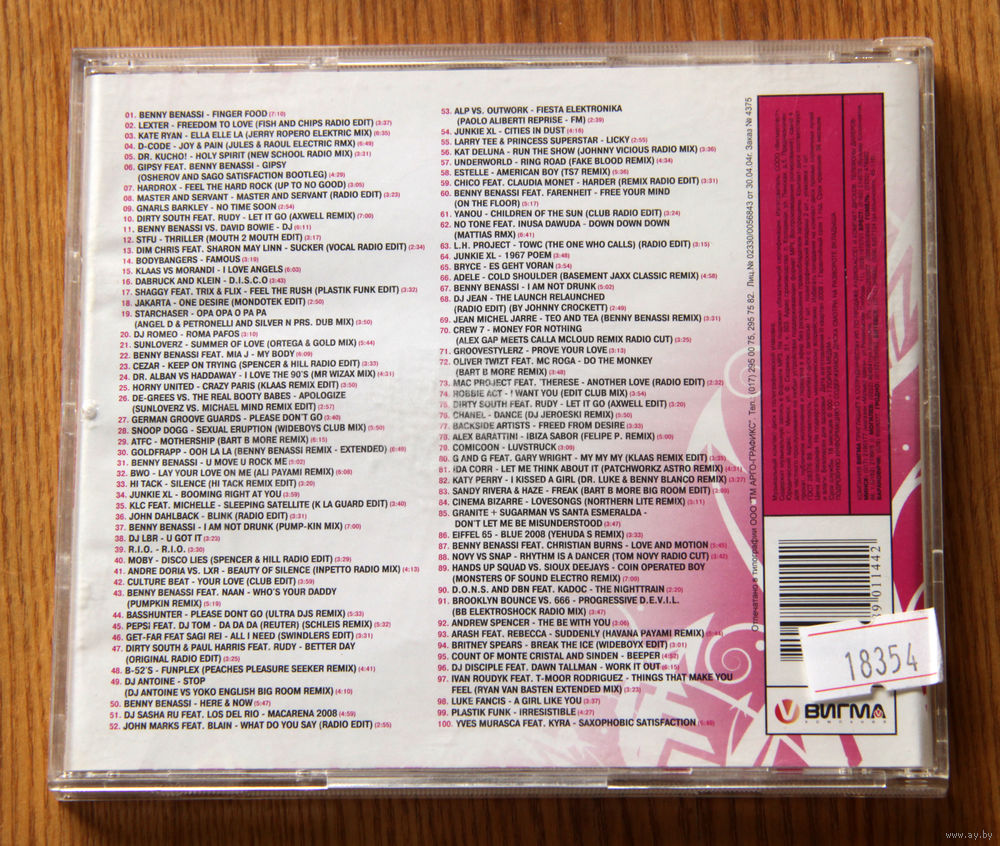 01. BENNY BENASSI - FINGER FOOD (7:10)
02. LEXTER - FREEDOM TO LOVE (FISH AND CHIPS RADIO EDIT) (3:37)
03. KATE RYAN - ELLA ELLE LA (JERRY ROPERO ELEKTRIC MIX) (6:35)
04. D-CODE - JOY & PAIN (JULES & RAOUL ELECTRIC RMX) (5:49)
05. DR. KUCHO! - HOLY SPIRIT (NEW SCHOOL RADIO MIX) (3:31)
06. GIPSY FEAT. BENNY BENASSI - GIPSY
(OSHEROV AND SAGO SATISFACTION BOOTLEG) (4:29)
07. HARDROX - FEEL THE HARD ROCK (UP TO NO GOOD) (3:05)
08. MASTER AND SERVANT - MASTER AND SERVANT (RADIO EDIT) (3:23)
09. GNARLS BARKLEY - NO TIME SOON (2:54)
10. DIRTY SOUTH FEAT. RUDY - LET IT GO (AXWELL REMIX) (7:00)
11. BENNY BENASSI VS. DAVID BOWIE - DJ (6:11)
12. STFU - THRILLER (MOUTH 2 MOUTH EDIT) (3:17)
13. DIM CHRIS FEAT. SHARON MAY LINN - SUCKER (VOCAL RADIO EDIT) (2:34)
14. BODYBANGERS - FAMOUS (3:19)
15. KLAAS VS MORANDI - I LOVE ANGELS (6:03)
16. DABRUCK AND KLEIN - D.I.S.C.O (3:43)
17. SHAGGY FEAT. TRIX & FLIX - FEEL THE RUSH (PLASTIK FUNK EDIT) (3:32)
18. JAKARTA - ONE DESIRE (MONDOTEK EDIT) (2:50)
19. STARCHASER - OPA OPA O PA PA
(ANGEL D & PETRONELLI AND SILVER N PRS. DUB MIX) (3:50)
20. DJ ROMEO - ROMA PAFOS (3:10)
21. SUNLOVERZ - SUMMER OF LOVE (ORTEGA & GOLD MIX) (5:44)
22. BENNY BENASSI FEAT. MIA J - MY BODY (6:09)
23. CEZAR - KEEP ON TRYING (SPENCER & HILL RADIO EDIT) (3:33)
24. DR. ALBAN VS HADDAWAY - I LOVE THE 90'S (MR WIZAX MIX) (4:31)
25. HORNY UNITED - CRAZY PARIS (KLAAS REMIX EDIT) (3:50)
26. DE-GREES VS. THE REAL BOOTY BABES - APOLOGIZE
(SUNLOVERZ VS. MICHAEL MIND REMIX EDIT) (2:57)
27. GERMAN GROOVE GUARDS - PLEASE DON'T GO (3:40)
28. SNOOP DOGG - SEXUAL ERUPTION (WIDEBOYS CLUB MIX) (5:50)
29. ATFC - MOTHERSHIP (BART B MORE REMIX) (6:15)
30. GOLDFRAPP - OOH LA LA (BENNY BENASSI REMIX - EXTENDED) (6:49)
31. BENNY BENASSI - U MOVE U ROCK ME (5:02)
32. BWO - LAY YOUR LOVE ON ME (ALI PAYAMI REMIX) (6:08)
33. HI TACK - SILENCE (HI TACK REMIX EDIT) (3:20)
34. JUNKIE XL - BOOMING RIGHT AT YOU (3:59)
35. KLC FEAT. MICHELLE - SLEEPING SATELLITE (K LA GUARD EDIT) (3:40)
36. JOHN DAHLBACK - BLINK (RADIO EDIT) (3:31)
37. BENNY BENASSI - I AM NOT DRUNK (PUMP-KIN MIX) (7:00)
38. DJ LBR - U GOT IT (3:23)
39. R.I.O. - R.I.O. (3:30)
40. MOBY - DISCO LIES (SPENCER & HILL RADIO EDIT) (3:29)
41. ANDRE DORIA VS. LXR - BEAUTY OF SILENCE (INPETTO RADIO MIX) (4:13)
42. CULTURE BEAT - YOUR LOVE (CLUB EDIT) (3:59)
43. BENNY BENASSI FEAT. NAAN - WHO'S YOUR DADDY
(PUMPKIN REMIX) (5:19)
44. BASSHUNTER - PLEASE DONT GO (ULTRA DJS REMIX) (5:33)
45. PEPSI FEAT. DJ TOM - DA DA DA (REUTER) (SCHLEIS REMIX) (5:32)
46. GET-FAR FEAT SAGI REI - ALL I NEED (SWINDLERS EDIT) (3:31)
47. DIRTY SOUTH & PAUL HARRIS FEAT. RUDY - BETTER DAY
(ORIGINAL RADIO EDIT) (3:25)
48. B-52'S - FUNPLEX (PEACHES PLEASURE SEEKER REMIX) (4:41)
49. DJ ANTOINE - STOP
(DJ ANTOINE VS YOKO ENGLISH BIG ROOM REMIX) (4:10)
50. BENNY BENASSI - HERE & NOW (5:47)
51. DJ SASHA RU FEAT. LOS DEL RIO - MACARENA 2008 (4:59)
52. JOHN MARKS FEAT. BLAIN - WHAT DO YOU SAY (RADIO EDIT) (2:55)
53. ALP VS. OUTWORK - FIESTA ELEKTRONIKA
(PAOLO ALIBERTI REPRISE - FM) (2:39)
54. JUNKIE XL - CITIES IN DUST (4:16)
55. LARRY TEE & PRINCESS SUPERSTAR - LICKY (2:55)
56. KAT DELUNA - RUN THE SHOW (JOHNNY VICIOUS RADIO MIX) (3:36)
57. UNDERWORLD - RING ROAD (FAKE BLOOD REMIX) (4:34)
58. ESTELLE - AMERICAN BOY (TS7 REMIX) (5:36)
59. CHICO FEAT. CLAUDIA MONET - HARDER (REMIX RADIO EDIT) (3:31)
60. BENNY BENASSI FEAT. FARENHEIT - FREE YOUR MIND
(ON THE FLOOR) (5:17)
61. YANOU - CHILDREN OF THE SUN (CLUB RADIO EDIT) (3:24)
62. NO TONE FEAT. INUSA DAWUDA - DOWN DOWN DOWN
(MATTIAS RMX) (6:41)
63. L.H. PROJECT - TOWC (THE ONE WHO CALLS) (RADIO EDIT) (3:15)
64. JUNKIE XL - 1967 POEM (3:48)
65. BRYCE - ES GEHT VORAN (3:54)
66. ADELE - COLD SHOULDER (BASEMENT JAXX CLASSIC REMIX) (4:58)
67. BENNY BENASSI - I AM NOT DRUNK (5:02)
68. DJ JEAN - THE LAUNCH RELAUNCHED
(RADIO EDIT) (BY JOHNNY CROCKETT) (2:49)
69. JEAN MICHEL JARRE - TEO AND TEA (BENNY BENASSI REMIX) (3:31)
70. CREW 7 - MONEY FOR NOTHING
(ALEX GAP MEETS CALLA MCLOUD REMIX RADIO CUT) (3:25)
71. GROOVESTYLERZ - PROVE YOUR LOVE (3:13)
72. OLIVER TWIZT FEAT. MC ROGA - DO THE MONKEY
(BART B MORE REMIX) (3:48)
73. MAC PROJECT FEAT. 'THERESE - ANOTHER LOVE (RADIO EDIT) (2:32)
74. ROBBIE ACT - I WANT YOU (EDIT CLUB MIX) (3:54)
75. DIRTY SOUTH FEAT. RUDY - LET IT GO (AXWELL EDIT) (3:20)
76. CHANEL - DANCE (DJ JEROESKI REMIX) (5:50)
77. BACKSIDE ARTISTS - FREED FROM DESIRE (3:33)
78. ALEX BARATTINI - IBIZA SABOR (FELIPE P. REMIX) (5:00)
79. COMICOON - LUVSTRUCK (3:09)
80. G AND G FEAT. GARY WRIGHT - MY MY MY (KLAAS REMIX EDIT) (3:35)
81. IDA CORR - LET ME THINK ABOUT IT (PATCHWORKZ ASTRO REMIX) (4:31)
82. KATY PERRY - I KISSED A GIRL (DR. LUKE & BENNY BLANCO REMIX) (3:27)
83. SANDY RIVERA & HAZE - FREAK (BART B MORE BIG ROOM EDIT) (3:00)
84. CINEMA BIZARRE - LOVESONGS (NORTHERN LITE REMIX) (5:11)
85. GRANITE + SUGARMAN VS SANTA ESMERALDA -
DON'T LET ME BE MISUNDERSTOOD (3:47)
86. EIFFEL 65 - BLUE 2008 (YEHUDA S REMIX) (3:33)
87. BENNY BENASSI FEAT. CHRISTIAN BURNS - LOVE AND MOTION (5:45)
88. NOVY VS SNAP - RHYTHM IS A DANCER (TOM NOVY RADIO CUT) (3:42)
89. HANDS UP SQUAD VS. SIOUX DEEJAYS - COIN OPERATED BOY
(MONSTERS OF SOUND ELECTRO REMIX) (7:00)
90. D.O.N.S. AND DBN FEAT. KADOC - THE NIGHTTRAIN (2:20)
91. BROOKLYN BOUNCE VS. 666 - PROGRESSIVE D.E.V.I.L.
(BB ELEKTROSHOCK RADIO MIX) (3:47)
92. ANDREW SPENCER - THE BE WITH YOU (3:06)
93. ARASH FEAT. REBECCA - SUDDENLY (HAVANA PAYAMI REMIX) (5:44)
94. BRITNEY SPEARS - BREAK THE ICE (WIDEBOYX EDIT) (3:01)
95. COUNT OF MONTE CRISTAL AND SINDEN - BEEPER (4:52)
96. DJ DISCIPLE FEAT. DAWN TALLMAN - WORK IT OUT (6:15)
97. IVAN ROUDYK FEAT. T-MOOR RODRIGUEZ - THINGS THAT MAKE YOU
FEEL (RYAN VAN BASTEN EXTENDED MIX) (3:23)
98. LUKE FANCIS - A GIRL LIKE YOU (3:37)
99. PLASTIK FUNK - IRRESISTIBLE (4:27)
100. YVES MURASCA FEAT. KYRA - SAXOPHOBIC SATISFACTION
Отпечатано в типографии ООО "ТМ АРГО-ГРАФИКС". Тел.: (017) 295 00 75, 295 75 82. Лиц.№ 02330/0056843 от 30.04.04г. Заказ № 4375
18354
ВИГМА
www.ay.by